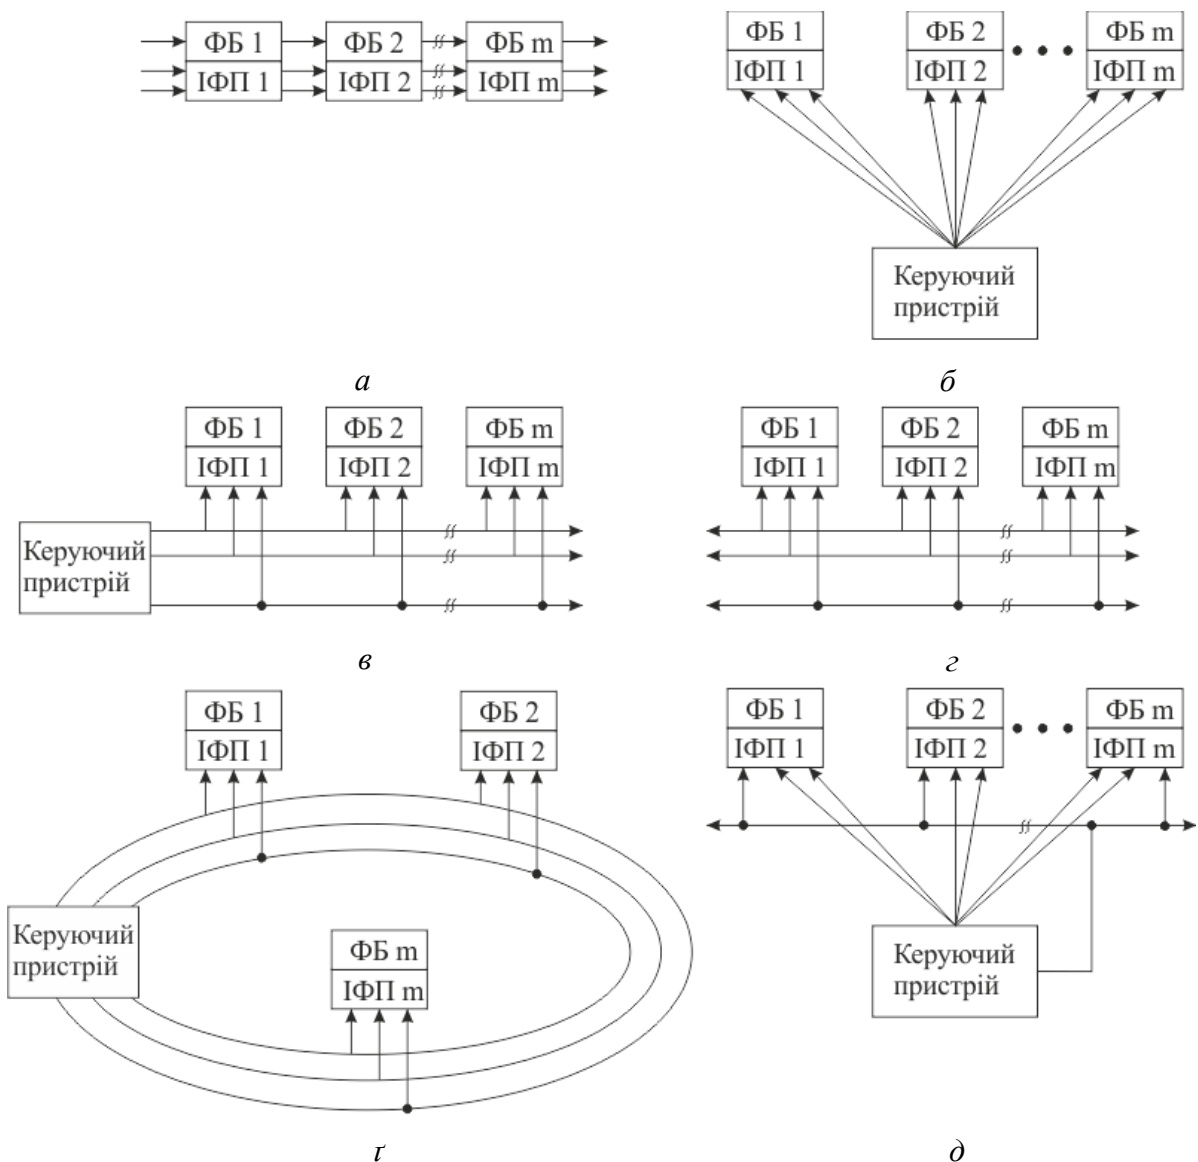 ФБ 1
ІФП 1
ФБ 2
ІФП 2
ФБ m
ІФП m
а
ФБ 1
ІФП 1
ФБ 2
ІФП 2
ФБ m
ІФП m
Керуючий
пристрій
б
ФБ 1
ІФП 1
ФБ 2
ІФП 2
ФБ m
ІФП m
Керуючий
пристрій
в
ФБ 1
ІФП 1
ФБ 2
ІФП 2
ФБ m
ІФП m
г
ФБ 1
ІФП 1
ФБ 2
ІФП 2
Керуючий
пристрій
ФБ m
ІФП m
ґ
ФБ 1
ІФП 1
ФБ 2
ІФП 2
ФБ m
ІФП m
Керуючий
пристрій
д